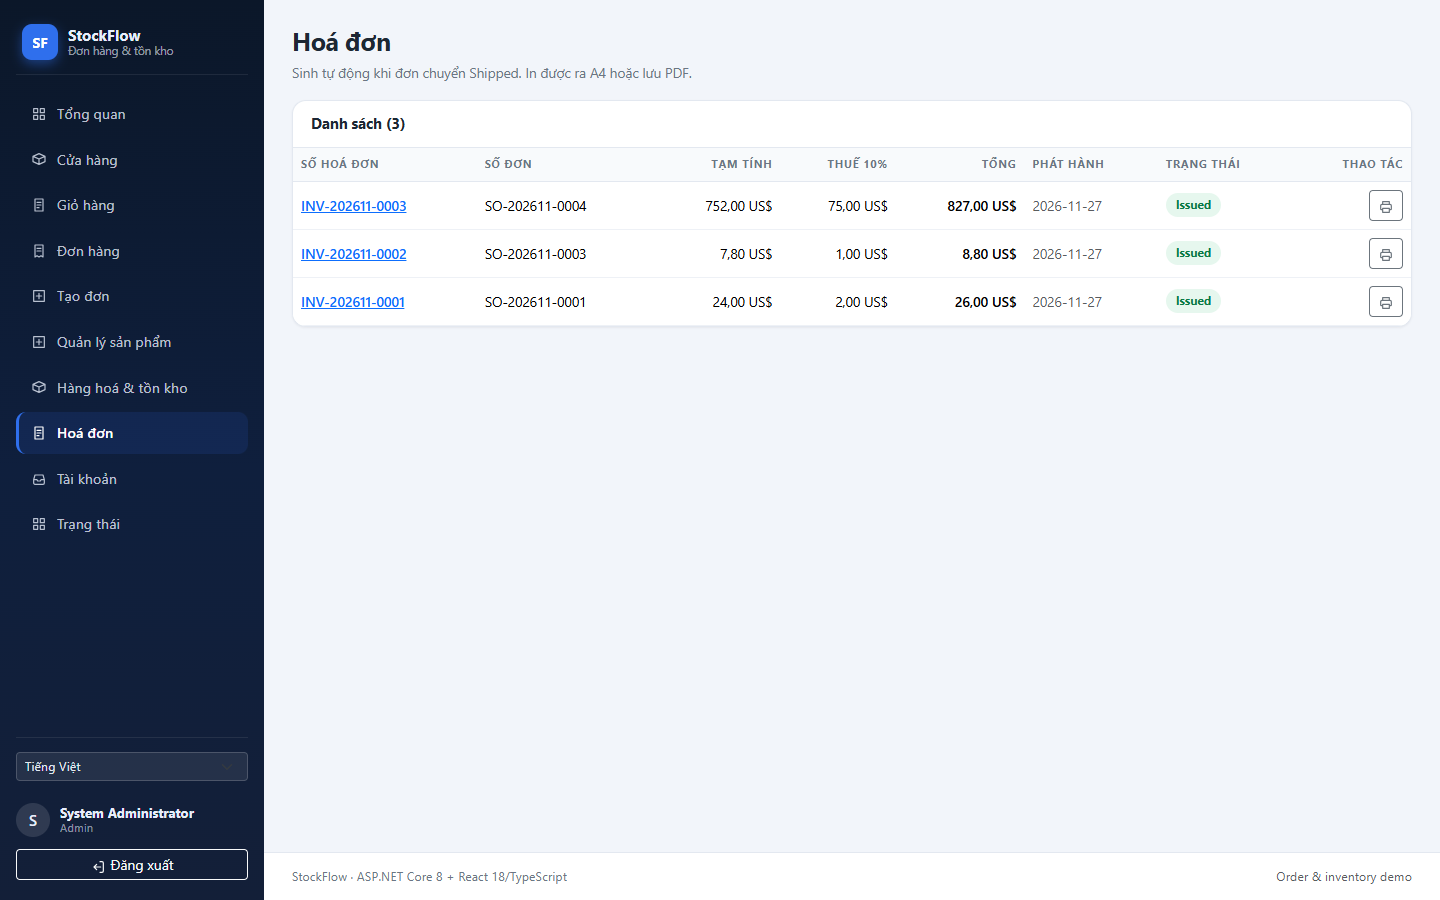 SF
StockFlow
Đơn hàng & tồn kho
Tổng quan
Cửa hàng
Giỏ hàng
Đơn hàng
Tạo đơn
Quản lý sản phẩm
Hàng hoá & tồn kho
Hoá đơn
Tài khoản
Trạng thái
Tiếng Việt
S
System Administrator
Admin
Đăng xuất
Hoá đơn
Sinh tự động khi đơn chuyển Shipped. In được ra A4 hoặc lưu PDF.
Danh sách (3)
SỐ HOÁ ĐƠN SỐ ĐƠN TẠM TÍNH THUẾ 10% TỔNG PHÁT HÀNH TRẠNG THÁI THAO TÁC
INV-202611-0003 SO-202611-0004 752,00 US$ 75,00 US$ 827,00 US$ 2026-11-27 Issued
INV-202611-0002 SO-202611-0003 7,80 US$ 1,00 US$ 8,80 US$ 2026-11-27 Issued
INV-202611-0001 SO-202611-0001 24,00 US$ 2,00 US$ 26,00 US$ 2026-11-27 Issued
StockFlow · ASP.NET Core 8 + React 18/TypeScript
Order & inventory demo